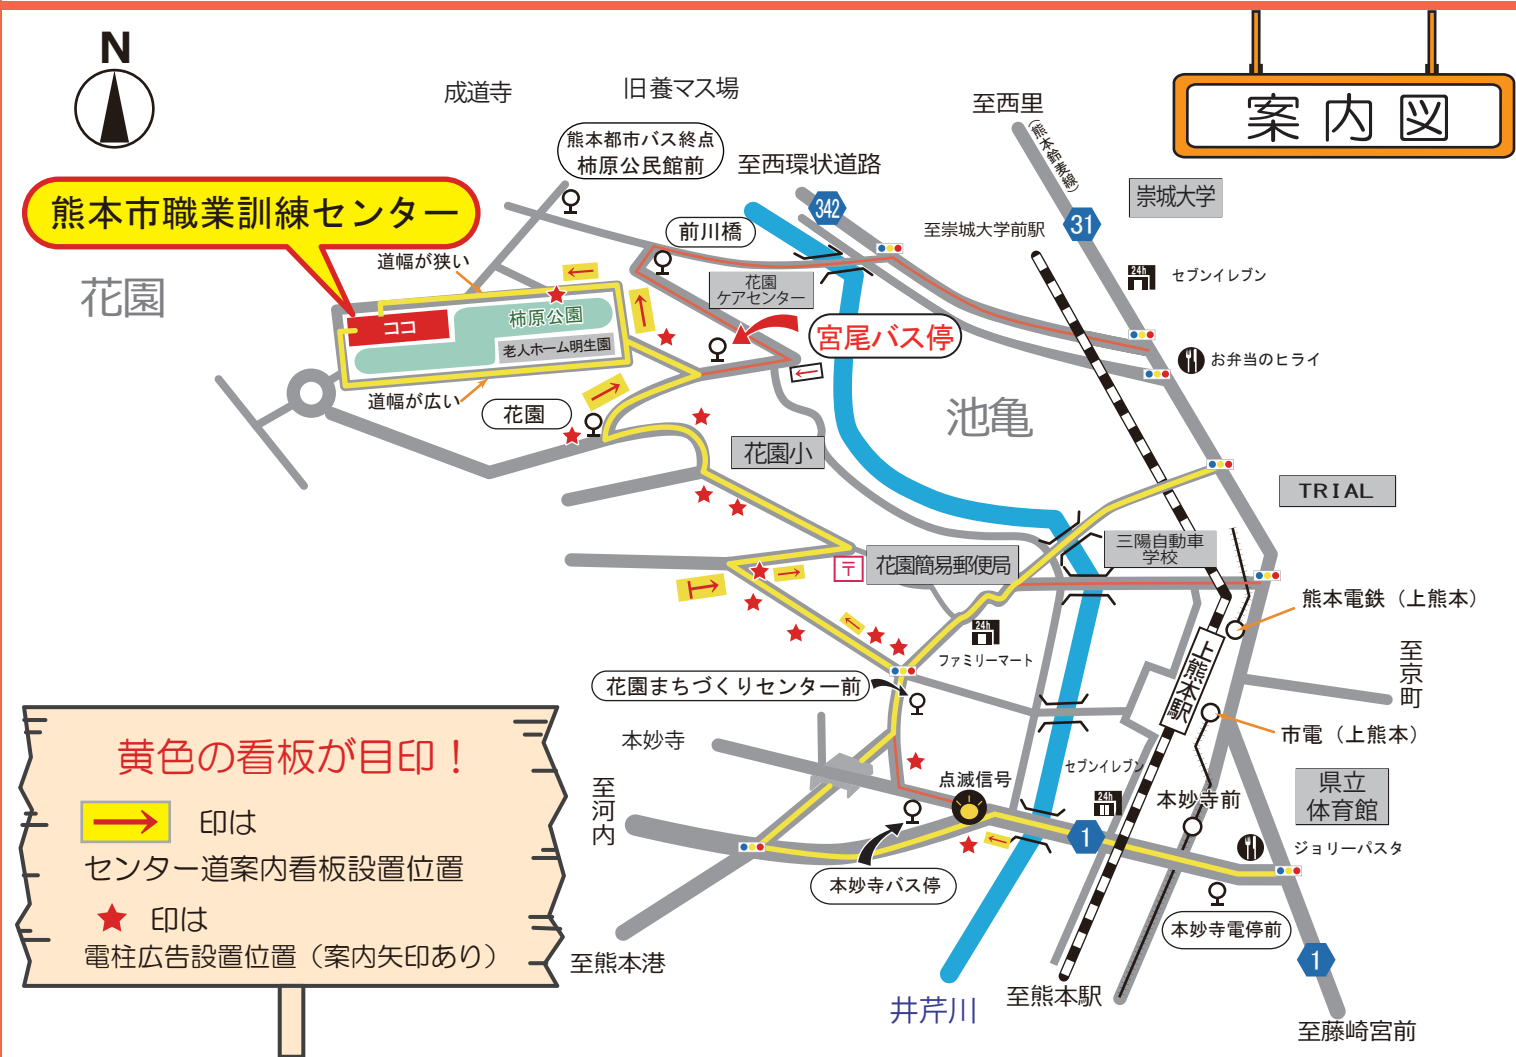 案内図
N
成道寺
旧養マス場
熊本都市バス終点
柿原公民館前
至西環状道路
至西里
(熊本鈴麦線)
崇城大学
342
31
至崇城大学前駅
熊本市職業訓練センター
花園
道幅が狭い
前川橋
花園
ケアセンター
24h
セブンイレブン
柿原公園
ココ
老人ホーム明生園
宮尾バス停
お弁当のヒライ
道幅が広い
花園
池亀
花園小
TRIAL
三陽自動車
学校
〒
花園簡易郵便局
熊本電鉄(上熊本)
24h
ファミリーマート
上熊本駅
至京町
花園まちづくりセンター前
市電(上熊本)
本妙寺
セブンイレブン
24h
点滅信号
本妙寺前
県立
体育館
至河内
1
ジョリーパスタ
本妙寺バス停
本妙寺電停前
至熊本港
1
至熊本駅
井芹川
至藤崎宮前
黄色の看板が目印!
印は
センター道案内看板設置位置
★ 印は
電柱広告設置位置(案内矢印あり)